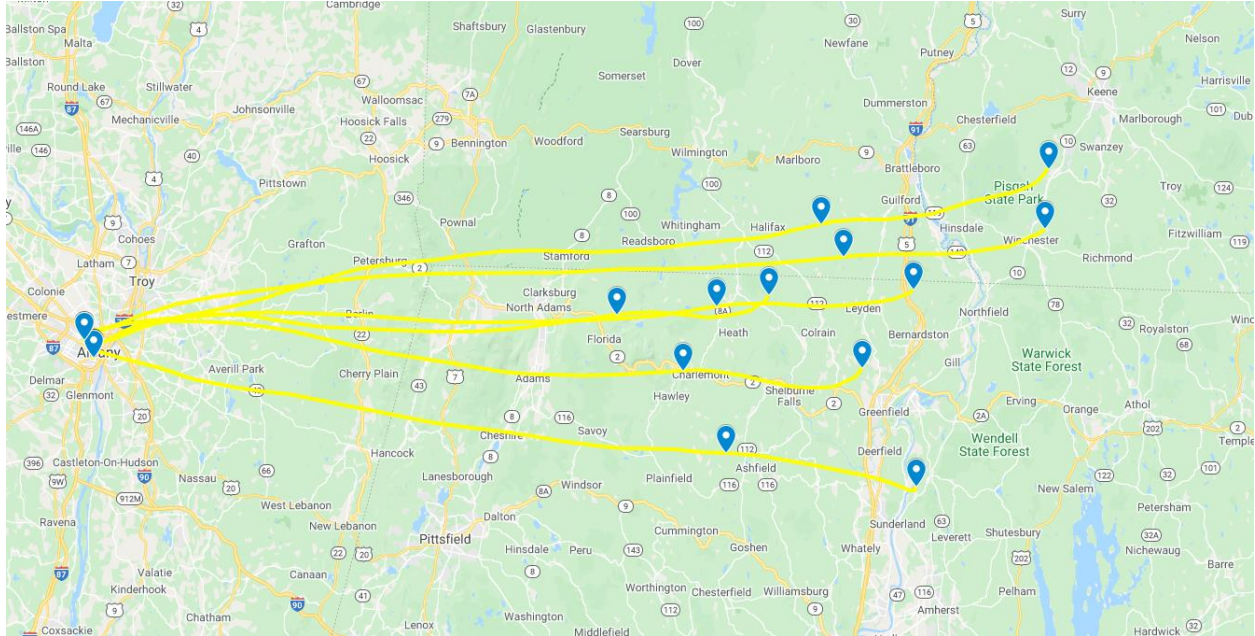 Ballston Spa
Malta
Cambridge
Shaftsbury
Glastenbury
Newfane
Surry
Nelson
Putney
Ballston
Stillwater
Round Lake
Mechanicville
Johnsonville
Walloomsac
Hoosick Falls
Hoosick
Bennington
Woodford
Somerset
Dover
Searsburg
Wilmington
Marlboro
Dummerston
Chesterfield
Brattleboro
Keene
Harrisville
Marlborough
Dub
Swanzey
Troy
Pisgah
State Park
Pittstown
Pownal
Whitingham
Halifax
Guilford
Hinsdale
Winchester
Fitzwilliam
Richmond
Cohoes
Grafton
Petersburg
Readsboro
Stamford
Latham
Troy
Colonie
Clarksburg
North Adams
Berlin
Florida
Heath
Colrain
Leyden
Bernardston
Northfield
Royalston
Albany
Delmar
Glenmont
Averill Park
Cherry Plain
Adams
Charlemont
Hawley
Shelburne
Falls
Greenfield
Gill
Warwick
State Forest
Erving
Orange
Athol
Wendell
State Forest
Castleton-On-Hudson
Nassau
Hancock
Cheshire
Savoy
Plainfield
Ashfield
Deerfield
New Salem
Petersham
Ravena
West Lebanon
New Lebanon
Lanesborough
Windsor
Dalton
Pittsfield
Hinsdale
Peru
Cummington
Goshen
Whately
Sunderland
Leverett
Shutesbury
Nichewaug
Barre
Valatie
Kinderhook
Canaan
Chatham
Lenox
Washington
Middlefield
Worthington
Chesterfield
Williamsburg
Amherst
Pelham
Hardwick
Coxsackie